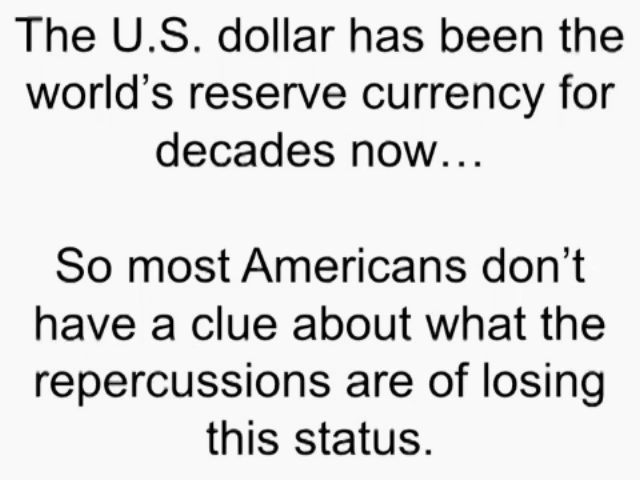 The U.S. dollar has been the
world’s reserve currency for
decades now…
So most Americans don’t
have a clue about what the
repercussions are of losing
this status.